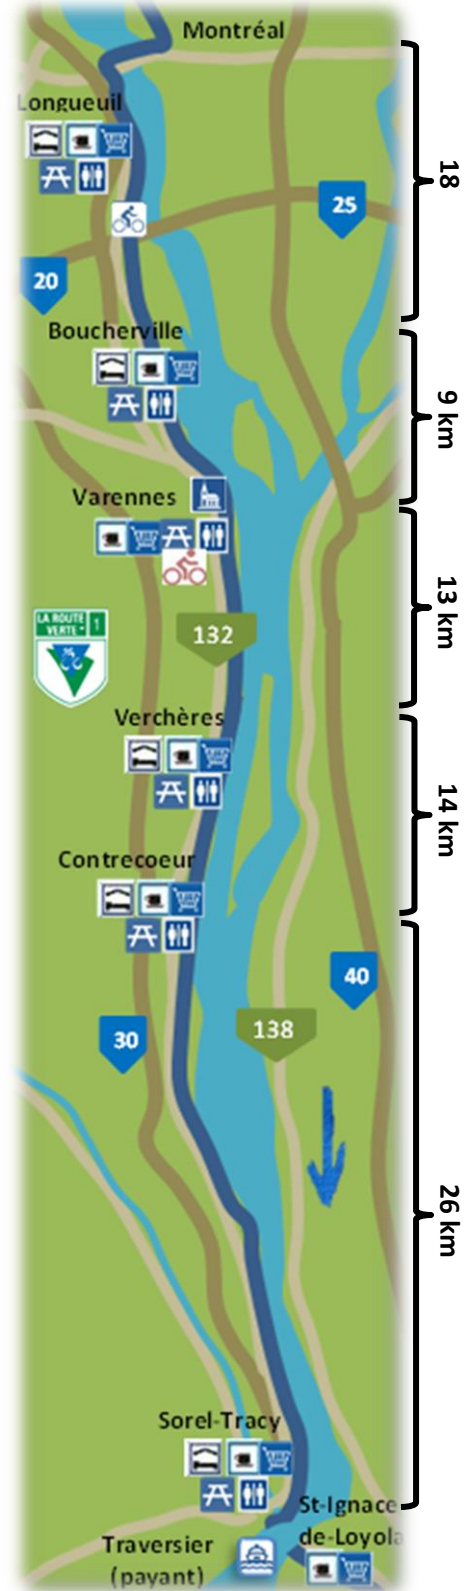 Montréal
Longueuil
18
25
20
Boucherville
9 km
Varennes
13 km
LA ROUTE 1
VERTE
132
Verchères
14 km
Contrecoeur
40
138
30
26 km
Sorel-Tracy
St-Ignace
de-Loyola
Traversier
(payant)